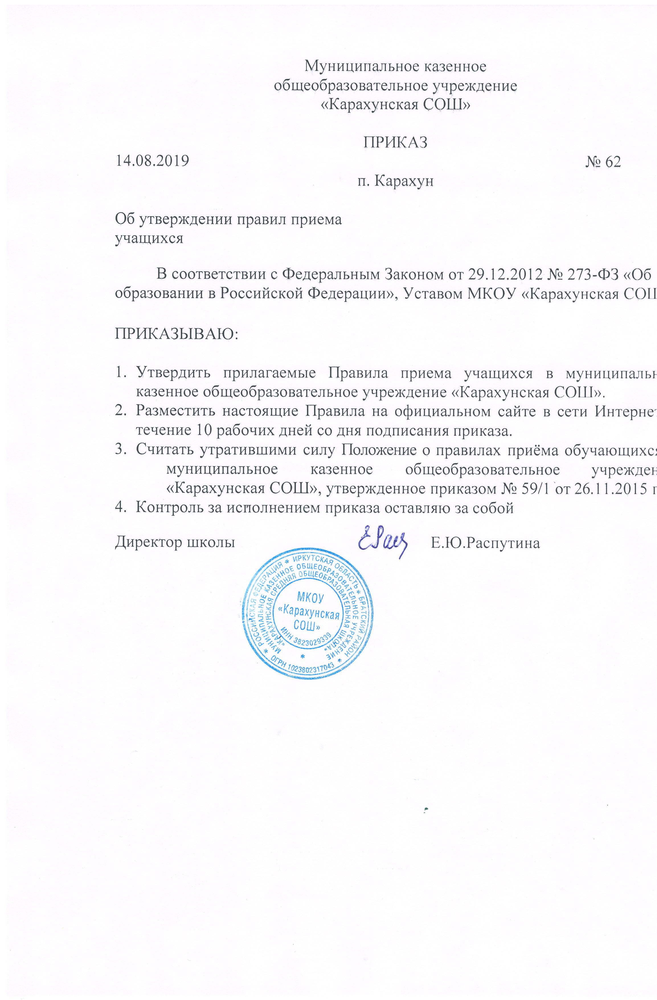 Муниципальное казенное
общеобразовательное учреждение
«Карахунская СОШ»
ПРИКАЗ
14.08.2019 № 62
п. Карахун
Об утверждении правил приема
учащихся
В соответствии с Федеральным Законом от 29.12.2012 № 273-ФЗ «Об
образовании в Российской Федерации», Уставом МКОУ «Карахунская
ПРИКАЗЫВАЮ:
1. Утвердить прилагаемые Правила приема учащихся в
казенное общеобразовательное учреждение «Карахунская СОШ».
2. Разместить настоящие Правила на официальном сайте в сети
течение 10 рабочих дней со дня подписания приказа.
3. Считать утратившими силу Положение о правилах приёма обучающихся
муниципальное казенное общеобразовательное
«Карахунская СОШ», утвержденное приказом № 59/1 от 26.11.2015 г
4. Контроль за исполнением приказа оставляю за собой
Директор школы Е.Ю.Распутина
РОССИЙСКАЯ ФЕДЕРАЦИЯ * ИРКУТСКАЯ ОБЛАСТЬ * БРАТСКИЙ РАЙОН *
МУНИЦИПАЛЬНОЕ КАЗЕННОЕ ОБЩЕОБРАЗОВАТЕЛЬНОЕ УЧРЕЖДЕНИЕ
«КАРАХУНСКАЯ СРЕДНЯЯ ОБЩЕОБРАЗОВАТЕЛЬНАЯ ШКОЛА»
МКОУ
«Карахунская
СОШ»
ИНН 3823029339
*
* ОГРН 1023802317043